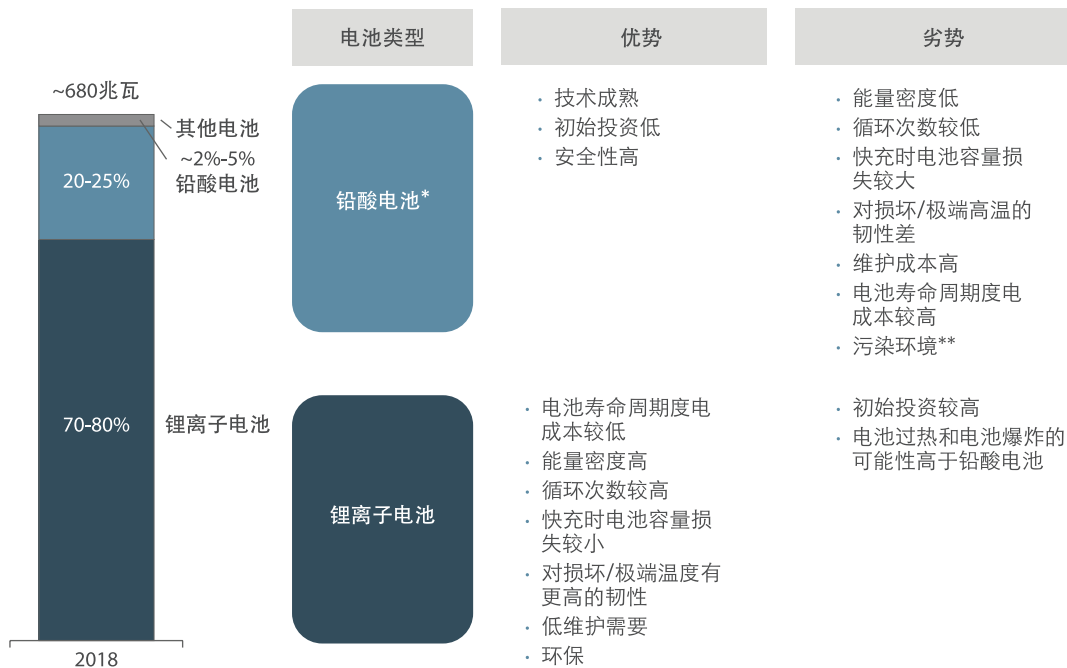 电池类型
优势
劣势
~680兆瓦
其他电池
~2%-5%
铅酸电池
20-25%
70-80%
锂离子电池
2018
铅酸电池*
· 技术成熟
· 初始投资低
· 安全性高
· 能量密度低
· 循环次数较低
· 快充时电池容量损
失较大
· 对损坏/极端高温的
韧性差
· 维护成本高
· 电池寿命周期度电
成本较高
· 污染环境**
锂离子电池
· 电池寿命周期度电
成本较低
· 能量密度高
· 循环次数较高
· 快充时电池容量损
失较小
· 对损坏/极端温度有
更高的韧性
· 低维护需要
· 环保
· 初始投资较高
· 电池过热和电池爆炸的
可能性高于铅酸电池